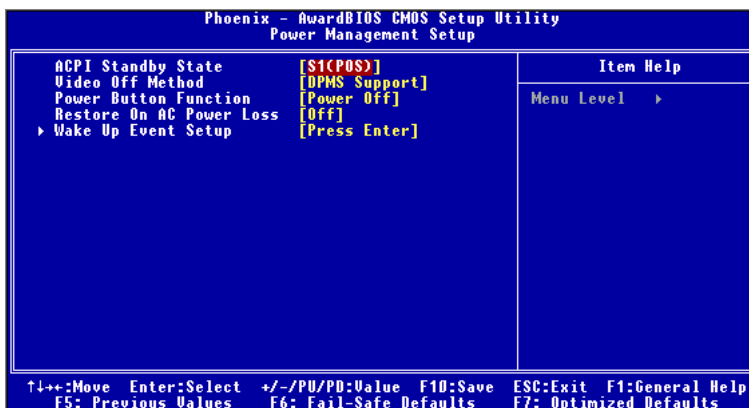 Phoenix - AwardBIOS CMOS Setup Utility
Power Management Setup
ACPI Standby State [S1(POS)]
Video Off Method [DPMS Support]
Power Button Function [Power Off]
Restore On AC Power Loss [Off]
▸ Wake Up Event Setup [Press Enter]
Item Help
Menu Level ▸
↑↓→←:Move Enter:Select +/-/PU/PD:Value F10:Save ESC:Exit F1:General Help
F5: Previous Values F6: Fail-Safe Defaults F7: Optimized Defaults